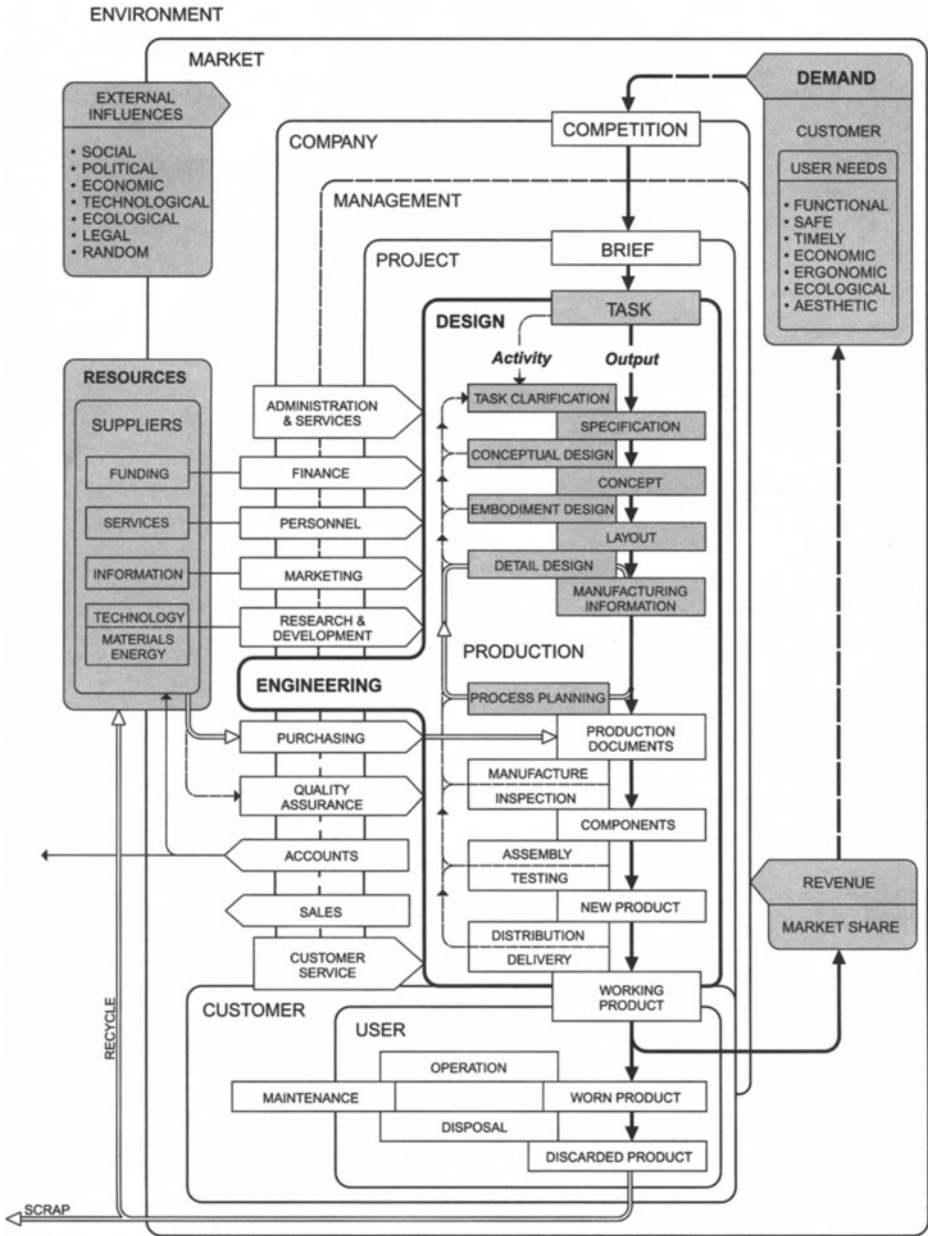 ENVIRONMENT
MARKET
EXTERNAL
INFLUENCES
• SOCIAL
• POLITICAL
• ECONOMIC
• TECHNOLOGICAL
• ECOLOGICAL
• LEGAL
• RANDOM
DEMAND
CUSTOMER
USER NEEDS
• FUNCTIONAL
• SAFE
• TIMELY
• ECONOMIC
• ERGONOMIC
• ECOLOGICAL
• AESTHETIC
COMPANY
COMPETITION
MANAGEMENT
PROJECT
BRIEF
DESIGN
TASK
Activity
Output
RESOURCES
SUPPLIERS
FUNDING
SERVICES
INFORMATION
TECHNOLOGY
MATERIALS
ENERGY
ADMINISTRATION
& SERVICES
FINANCE
PERSONNEL
MARKETING
RESEARCH &
DEVELOPMENT
TASK CLARIFICATION
SPECIFICATION
CONCEPTUAL DESIGN
CONCEPT
EMBODIMENT DESIGN
LAYOUT
DETAIL DESIGN
MANUFACTURING
INFORMATION
PRODUCTION
ENGINEERING
PROCESS PLANNING
PURCHASING
PRODUCTION
DOCUMENTS
QUALITY
ASSURANCE
MANUFACTURE
INSPECTION
COMPONENTS
ACCOUNTS
ASSEMBLY
TESTING
SALES
NEW PRODUCT
CUSTOMER
SERVICE
DISTRIBUTION
DELIVERY
REVENUE
MARKET SHARE
WORKING
PRODUCT
CUSTOMER
USER
OPERATION
MAINTENANCE
WORN PRODUCT
DISPOSAL
DISCARDED PRODUCT
RECYCLE
SCRAP